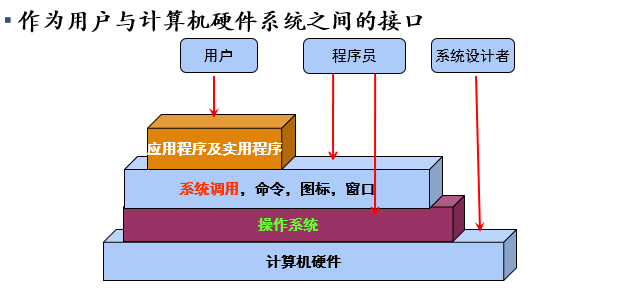 作为用户与计算机硬件系统之间的接口
用户
程序员
系统设计者
应用程序及实用程序
系统调用，命令，图标，窗口
操作系统
计算机硬件